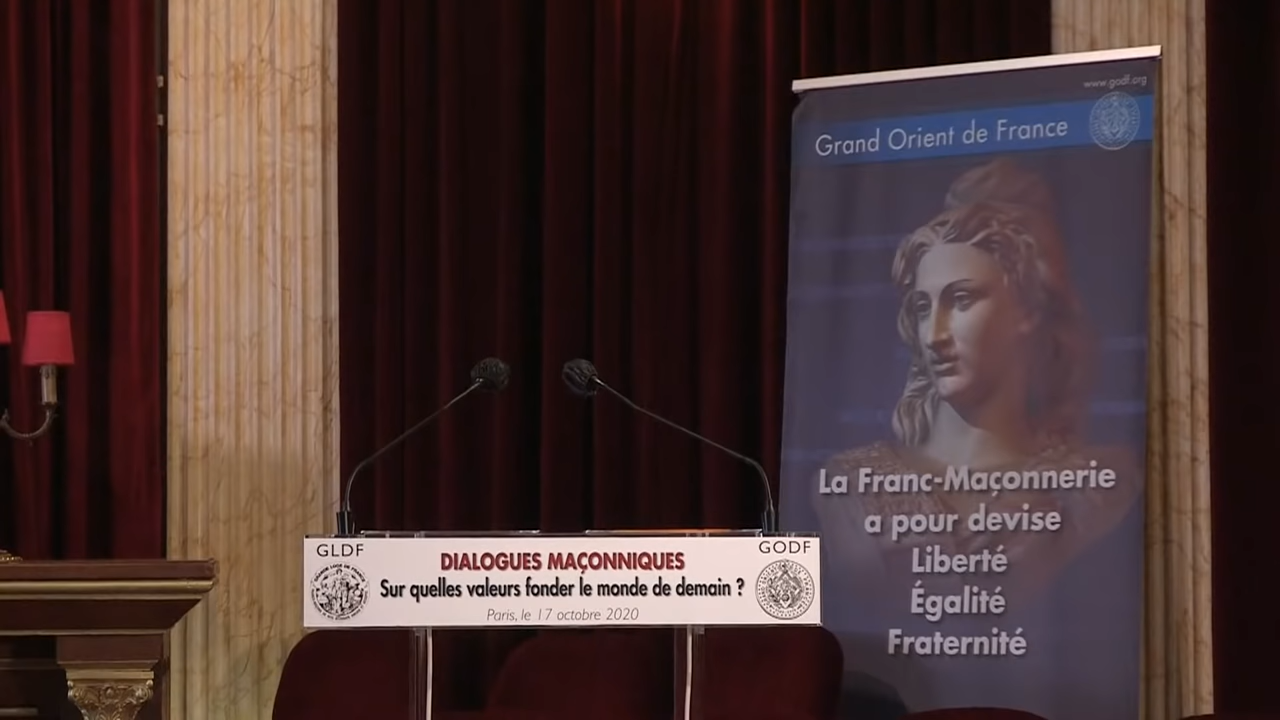 www.godf.org
Grand Orient de France
La Franc-Maçonnerie
a pour devise
Liberté
Égalité
Fraternité
GLDF
GODF
DIALOGUES MAÇONNIQUES
Sur quelles valeurs fonder le monde de demain ?
Paris, le 17 octobre 2020